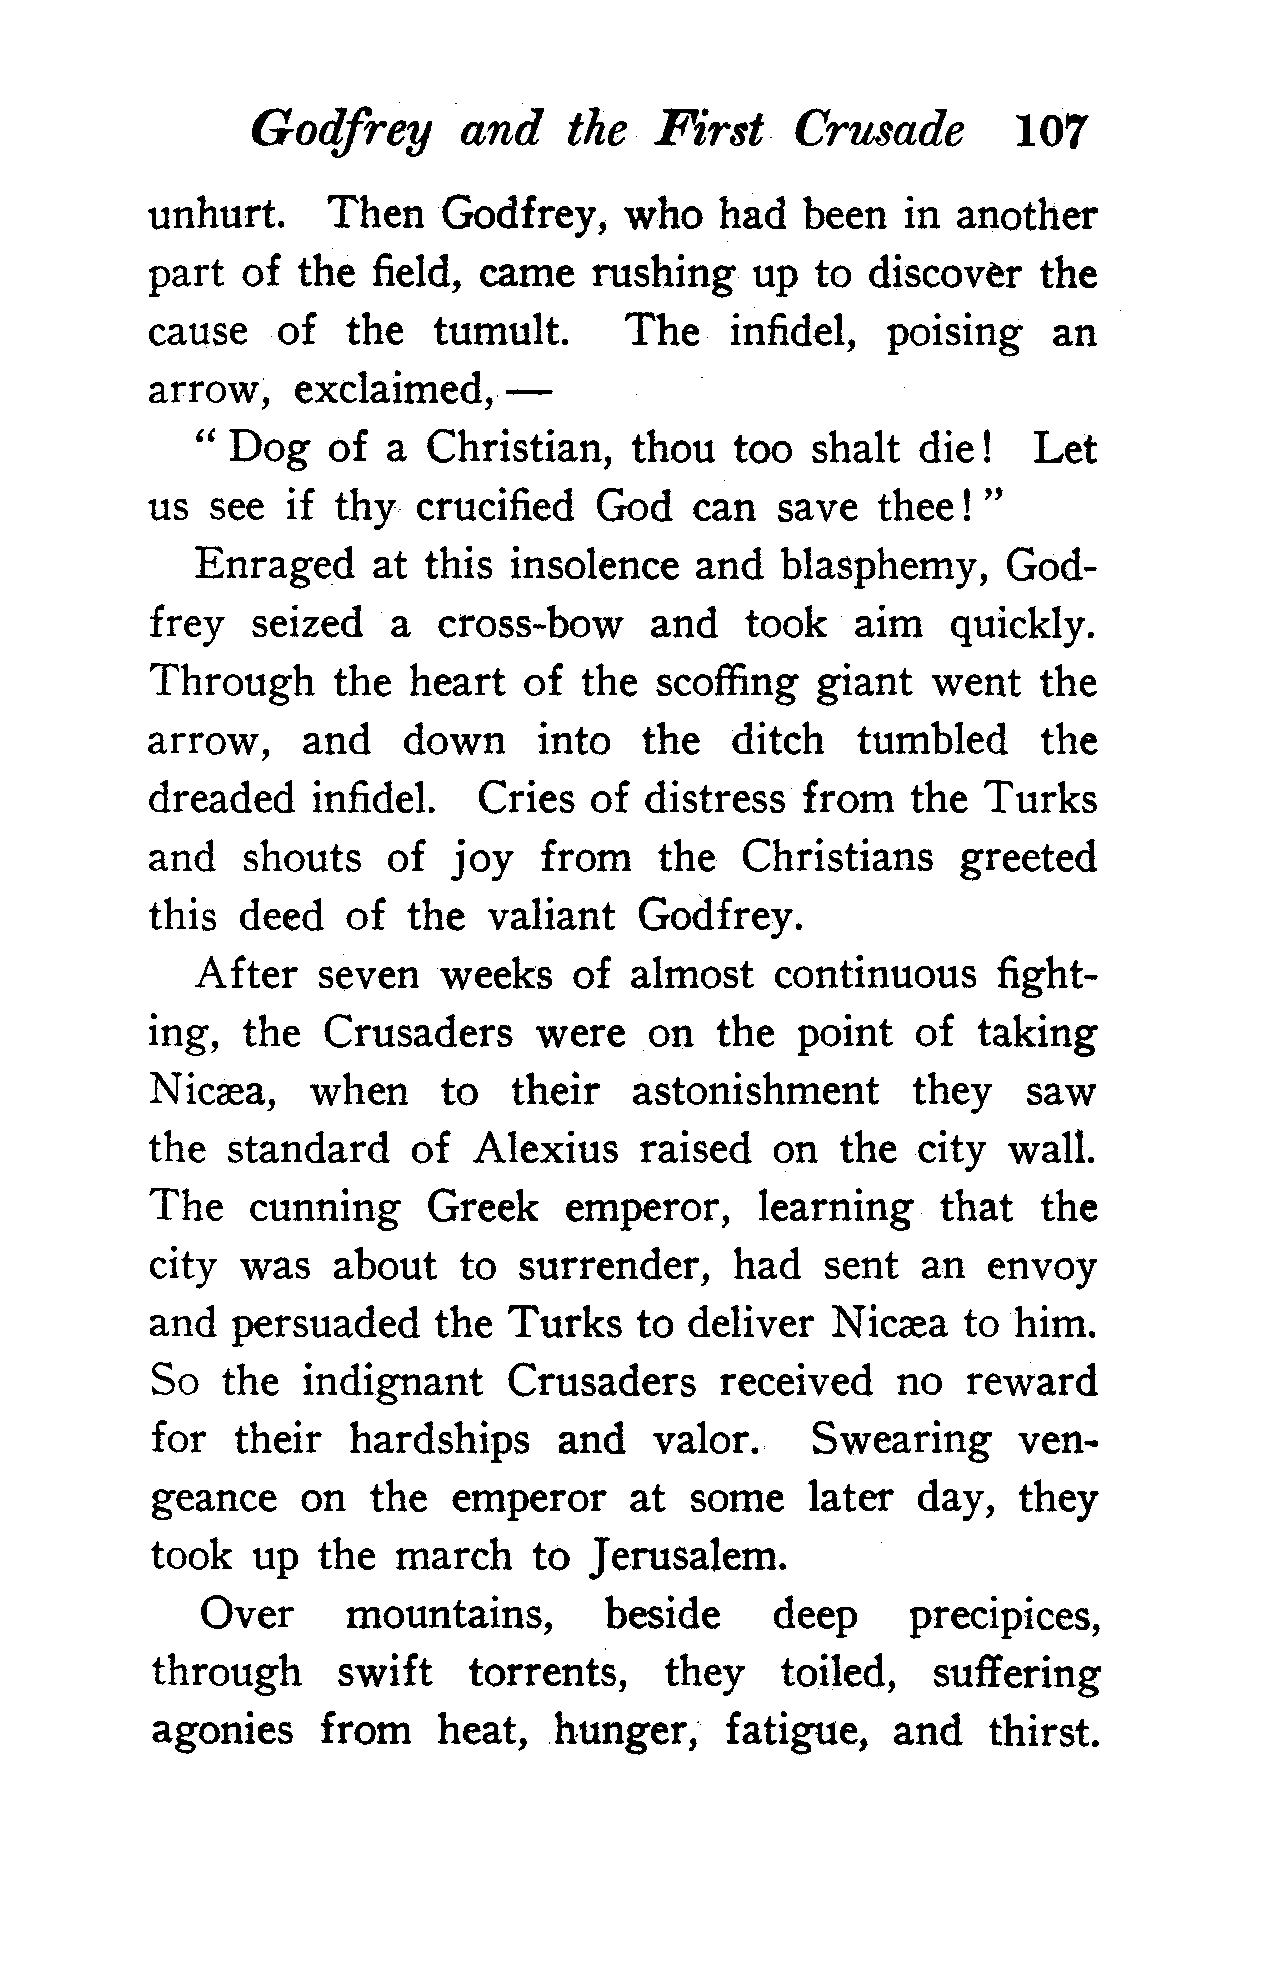 Godfrey and the First Crusade 107
unhurt. Then Godfrey, who had been in another
part of the field, came rushing up to discover the
cause of the tumult. The infidel, poising an
arrow, exclaimed, —
“ Dog of a Christian, thou too shalt die! Let
us see if thy crucified God can save thee! ”
Enraged at this insolence and blasphemy, God-
frey seized a cross-bow and took aim quickly.
Through the heart of the scoffing giant went the
arrow, and down into the ditch tumbled the
dreaded infidel. Cries of distress from the Turks
and shouts of joy from the Christians greeted
this deed of the valiant Godfrey.
After seven weeks of almost continuous fight-
ing, the Crusaders were on the point of taking
Nicæa, when to their astonishment they saw
the standard of Alexius raised on the city wall.
The cunning Greek emperor, learning that the
city was about to surrender, had sent an envoy
and persuaded the Turks to deliver Nicæa to him.
So the indignant Crusaders received no reward
for their hardships and valor. Swearing ven-
geance on the emperor at some later day, they
took up the march to Jerusalem.
Over mountains, beside deep precipices,
through swift torrents, they toiled, suffering
agonies from heat, hunger, fatigue, and thirst.